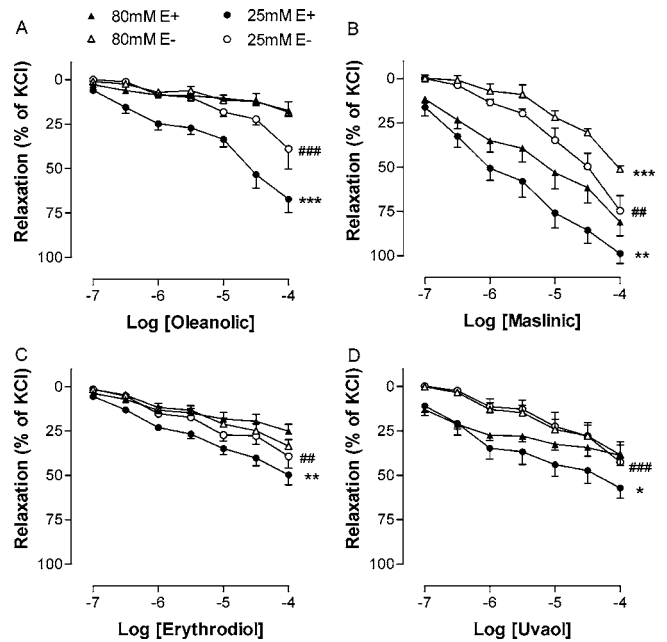 A
80mM E+
25mM E+
80mM E-
25mM E-
B
Relaxation (% of KCl)
0
25
50
75
100
###
***
-7 -6 -5 -4
Log [Oleanolic]
Relaxation (% of KCl)
0
25
50
75
100
***
##
**
-7 -6 -5 -4
Log [Maslinic]
C
Relaxation (% of KCl)
0
25
50
75
100
##
**
-7 -6 -5 -4
Log [Erythrodiol]
D
Relaxation (% of KCl)
0
25
50
75
100
###
*
-7 -6 -5 -4
Log [Uvaol]